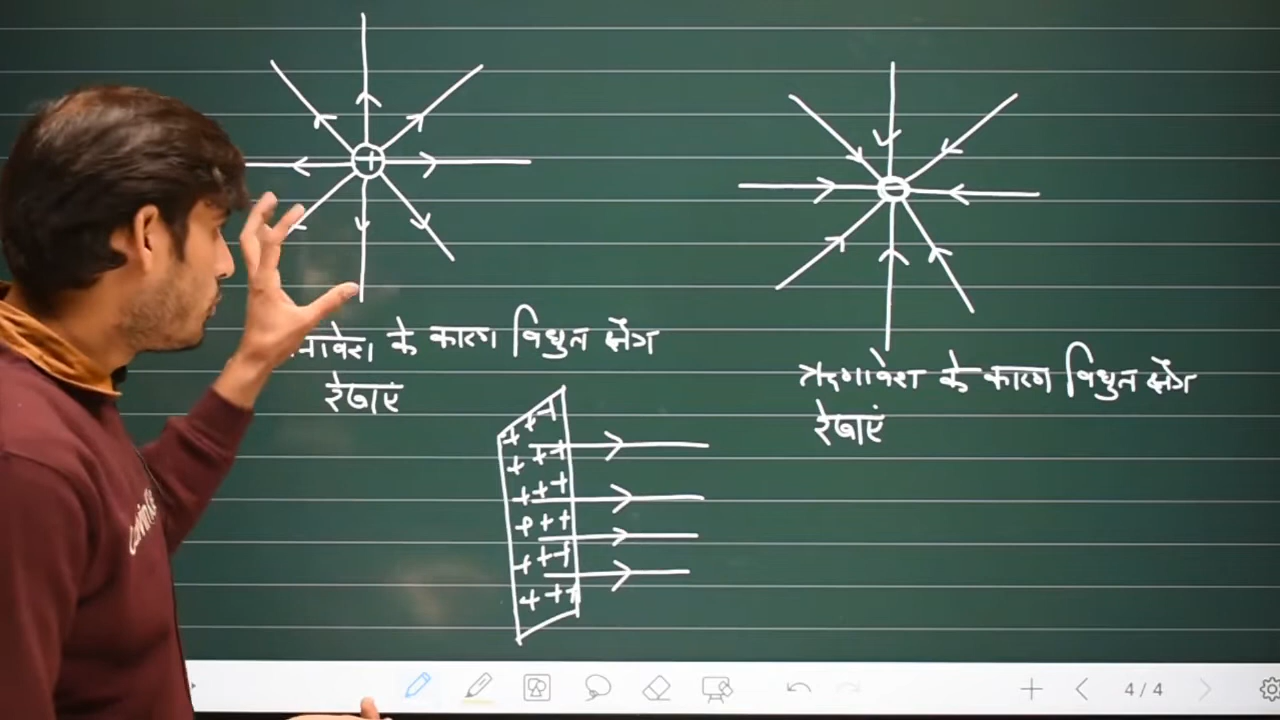 के कारण विधुत क्षेत्र
रेखाएं
ऋणावेश के कारण विधुत क्षेत्र
रेखाएं
4/4